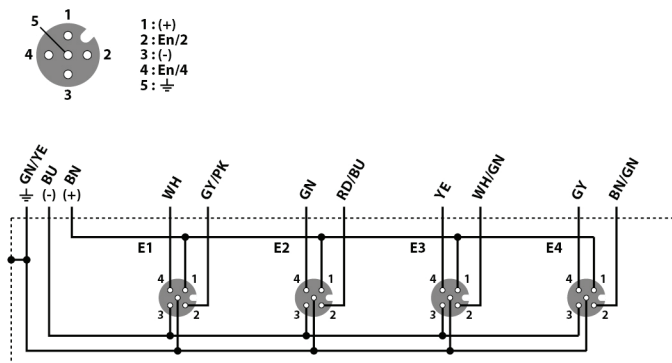 1
5
4
2
3
1 : (+)
2 : En/2
3 : (-)
4 : En/4
5 :
GN/YE
BU
(-)
BN
(+)
WH
GY/PK
GN
RD/BU
YE
WH/GN
GY
BN/GN
E1
E2
E3
E4
4 1
3 2
4 1
3 2
4 1
3 2
4 1
3 2